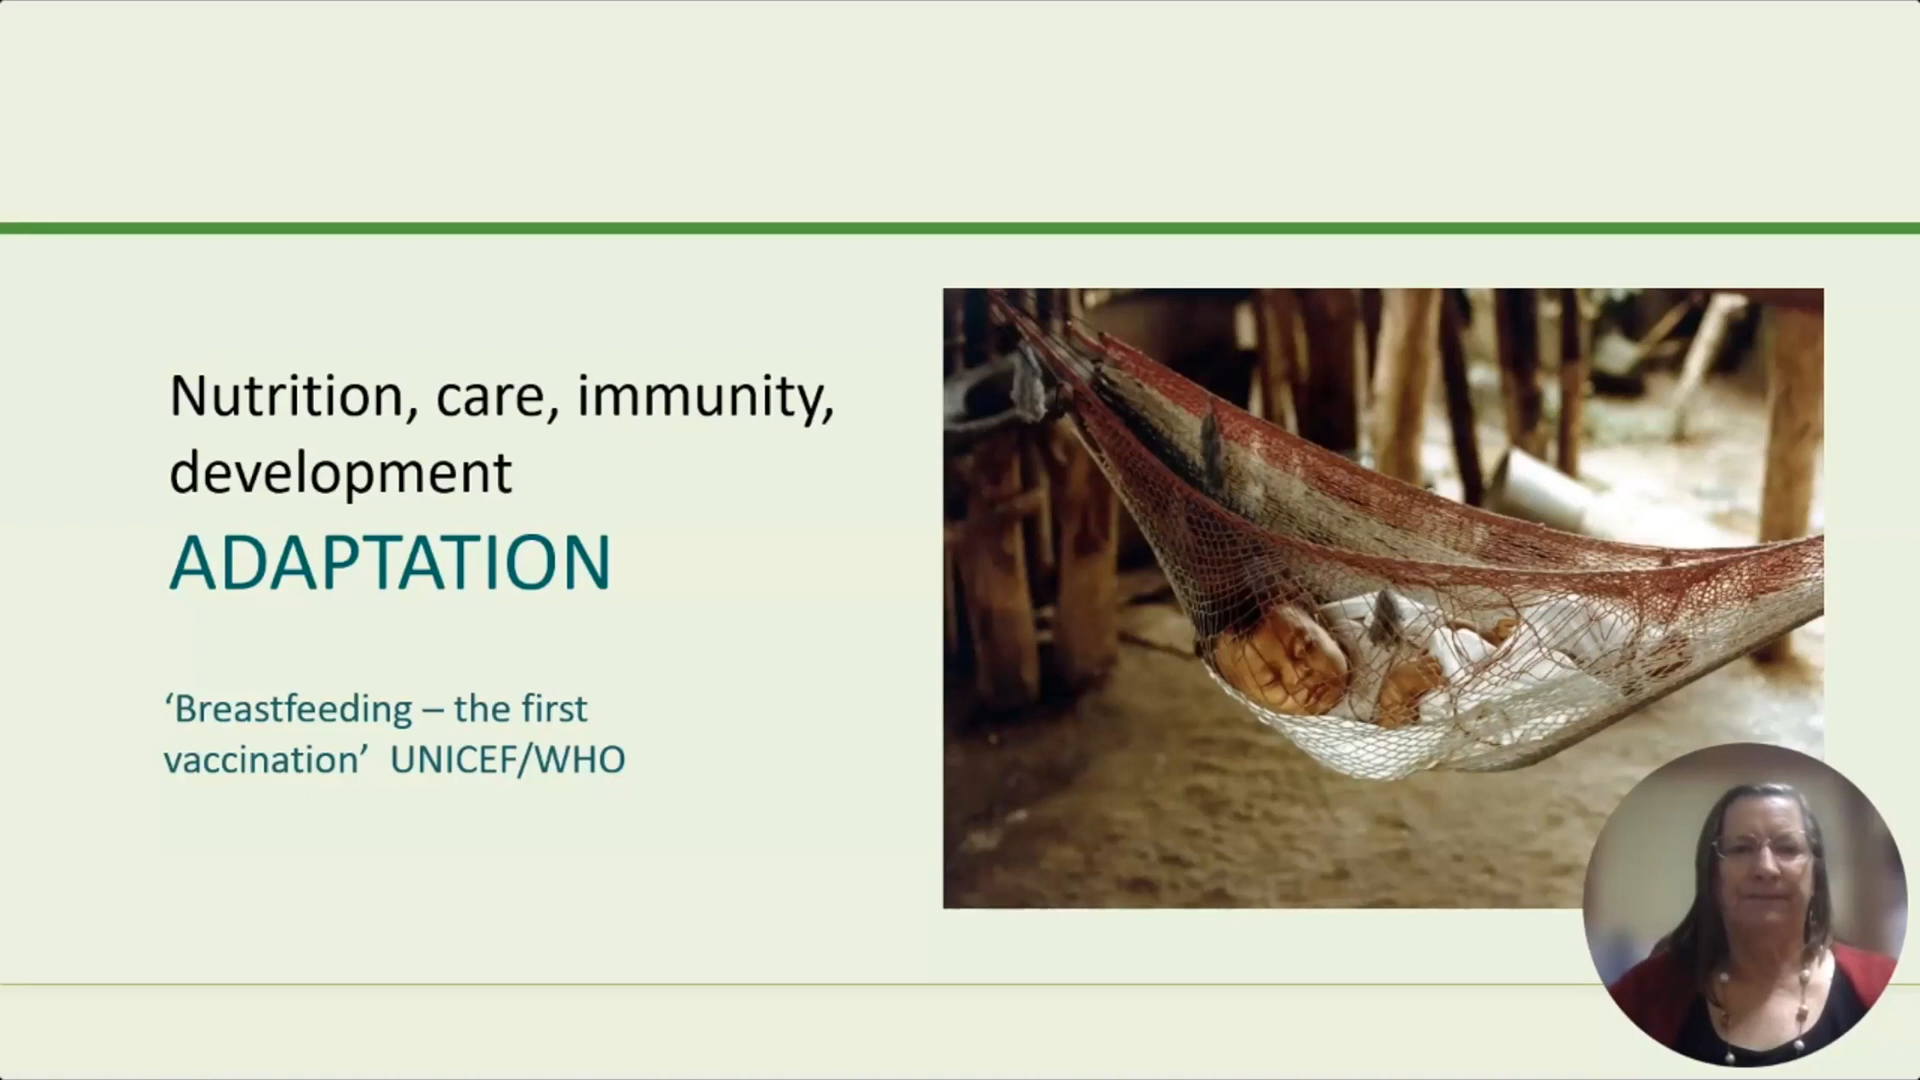 Nutrition, care, immunity,
development
ADAPTATION
‘Breastfeeding – the first
vaccination’ UNICEF/WHO